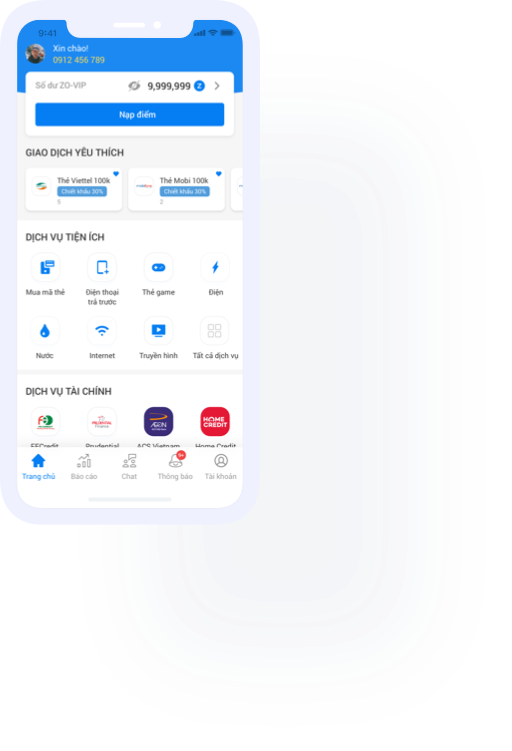 9:41
Xin chào!
0912 456 789
Số dư ZO-VIP
9,999,999 Z
Nạp điểm
GIAO DỊCH YÊU THÍCH
Thẻ Viettel 100k
Chiết khấu 30%
5
Thẻ Mobi 100k
Chiết khấu 30%
2
DỊCH VỤ TIỆN ÍCH
Mua mã thẻ
Điện thoại
trả trước
Thẻ game
Điện
Nước
Internet
Truyền hình
Tất cả dịch vụ
DỊCH VỤ TÀI CHÍNH
AEON
HOME
CREDIT
FECredit
Prudential
ACS Vietnam
Home Credit
Trang chủ
Báo cáo
Chat
Thông báo
Tài khoản